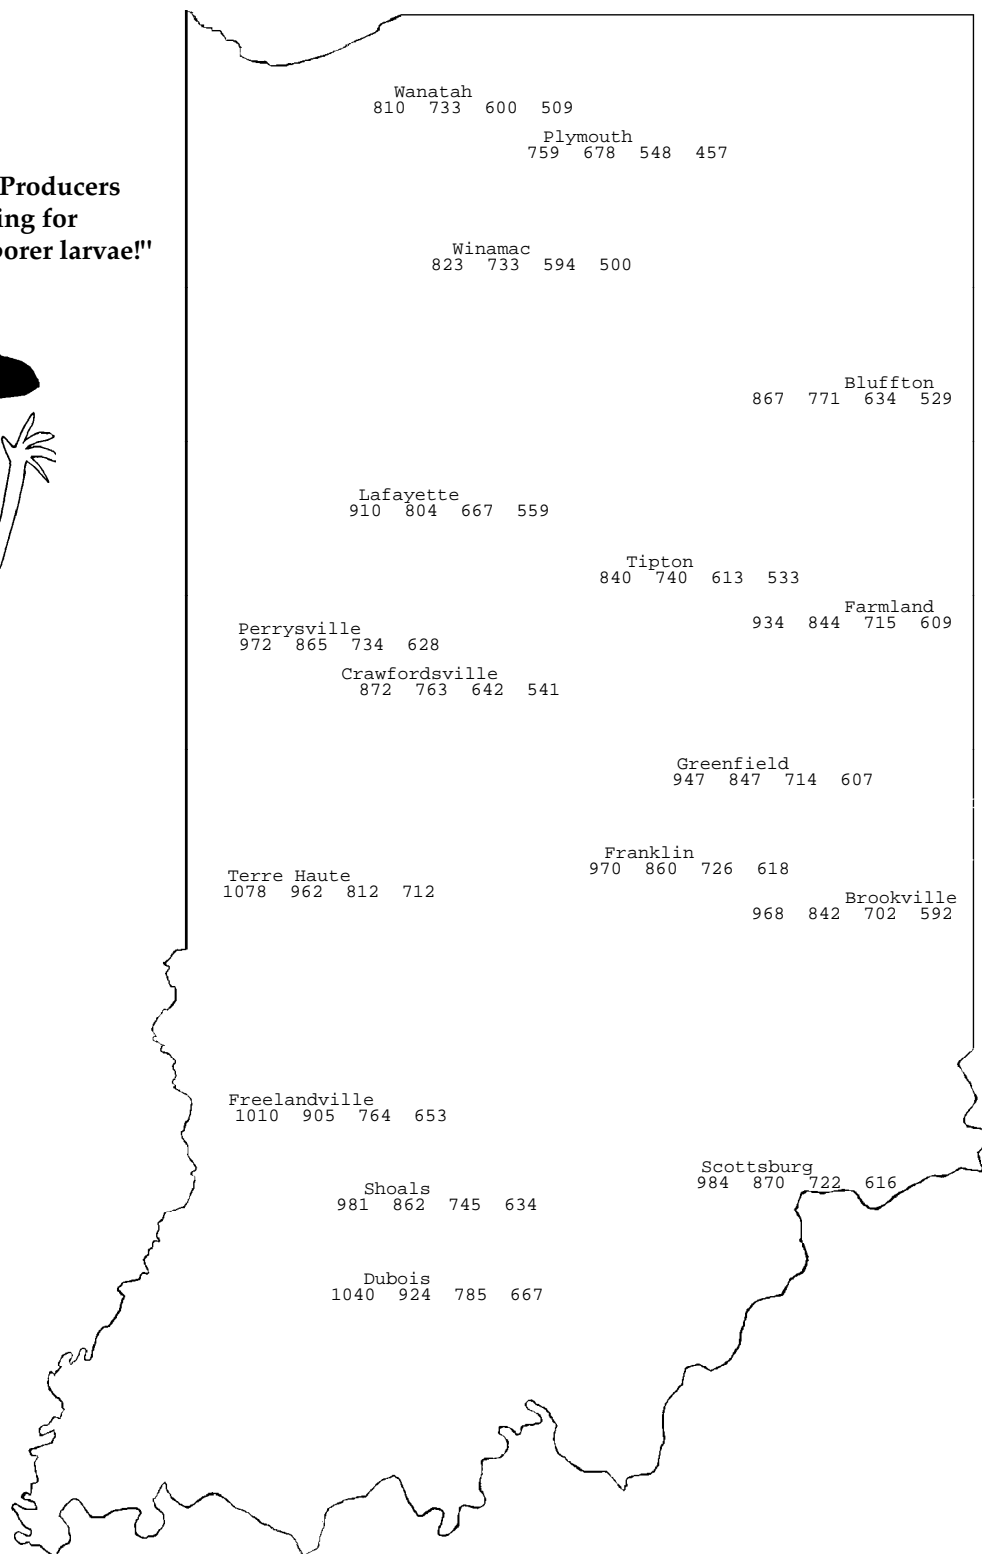 Wanatah
810 733 600 509
Plymouth
759 678 548 457
Producers
ing for
orer larvae!"
Winamac
823 733 594 500
Bluffton
867 771 634 529
Lafayette
910 804 667 559
Tipton
840 740 613 533
Farmland
934 844 715 609
Perrysville
972 865 734 628
Crawfordsville
872 763 642 541
Greenfield
947 847 714 607
Franklin
970 860 726 618
Terre Haute
1078 962 812 712
Brookville
968 842 702 592
Freelandville
1010 905 764 653
Scottsburg
984 870 722 616
Shoals
981 862 745 634
Dubois
1040 924 785 667